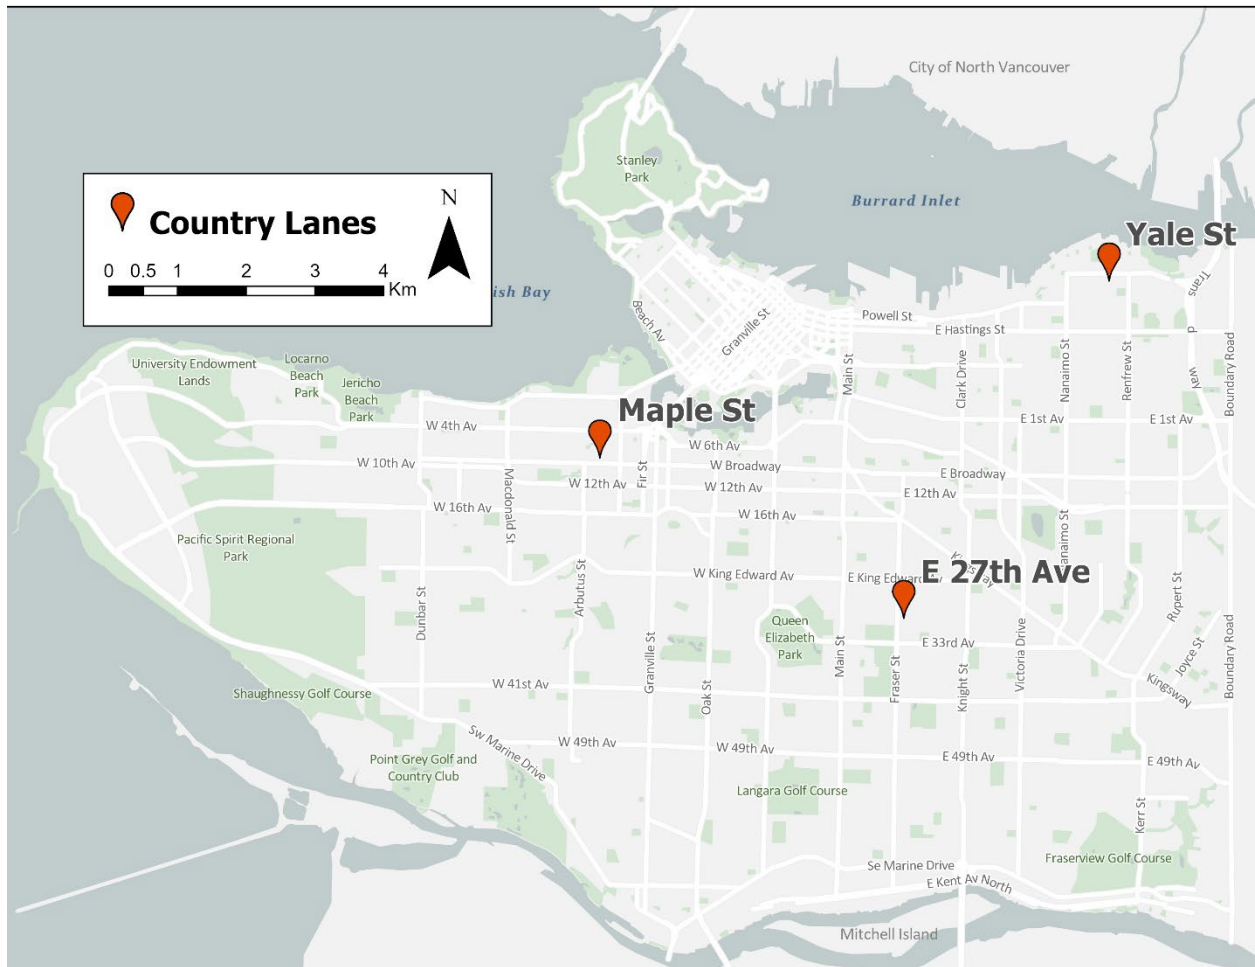 City of North Vancouver
Stanley
Park
Burrard Inlet
N
Country Lanes
0 0.5 1 2 3 4
Km
ish Bay
Yale St
Trans
p
way
Beach Av
Granville St
Powell St
E Hastings St
Main St
Clark Drive
Nanaimo St
Renfrew St
Boundary Road
University Endowment
Lands
Locarno
Beach
Park
Jericho
Beach
Park
Maple St
W 4th Av
E 1st Av
E 1st Av
W 6th Av
W 10th Av
W Broadway
E Broadway
Macdonald St
Fir St
W 12th Av
W 12th Av
E 12th Av
W 16th Av
W 16th Av
Pacific Spirit Regional
Park
Nanaimo St
Kingsway
W King Edward Av
E King Edward Av
E 27th Ave
Dunbar St
Arbutus St
Rupert St
Queen
Elizabeth
Park
E 33rd Av
Granville St
Oak St
Main St
Fraser St
Knight St
Victoria Drive
Joyce St
Boundary Road
Kingsway
W 41st Av
Shaughnessy Golf Course
Sw Marine Drive
W 49th Av
W 49th Av
E 49th Av
E 49th Av
Point Grey Golf and
Country Club
Langara Golf Course
Kerr St
Fraserview Golf Course
Se Marine Drive
E Kent Av North
Mitchell Island